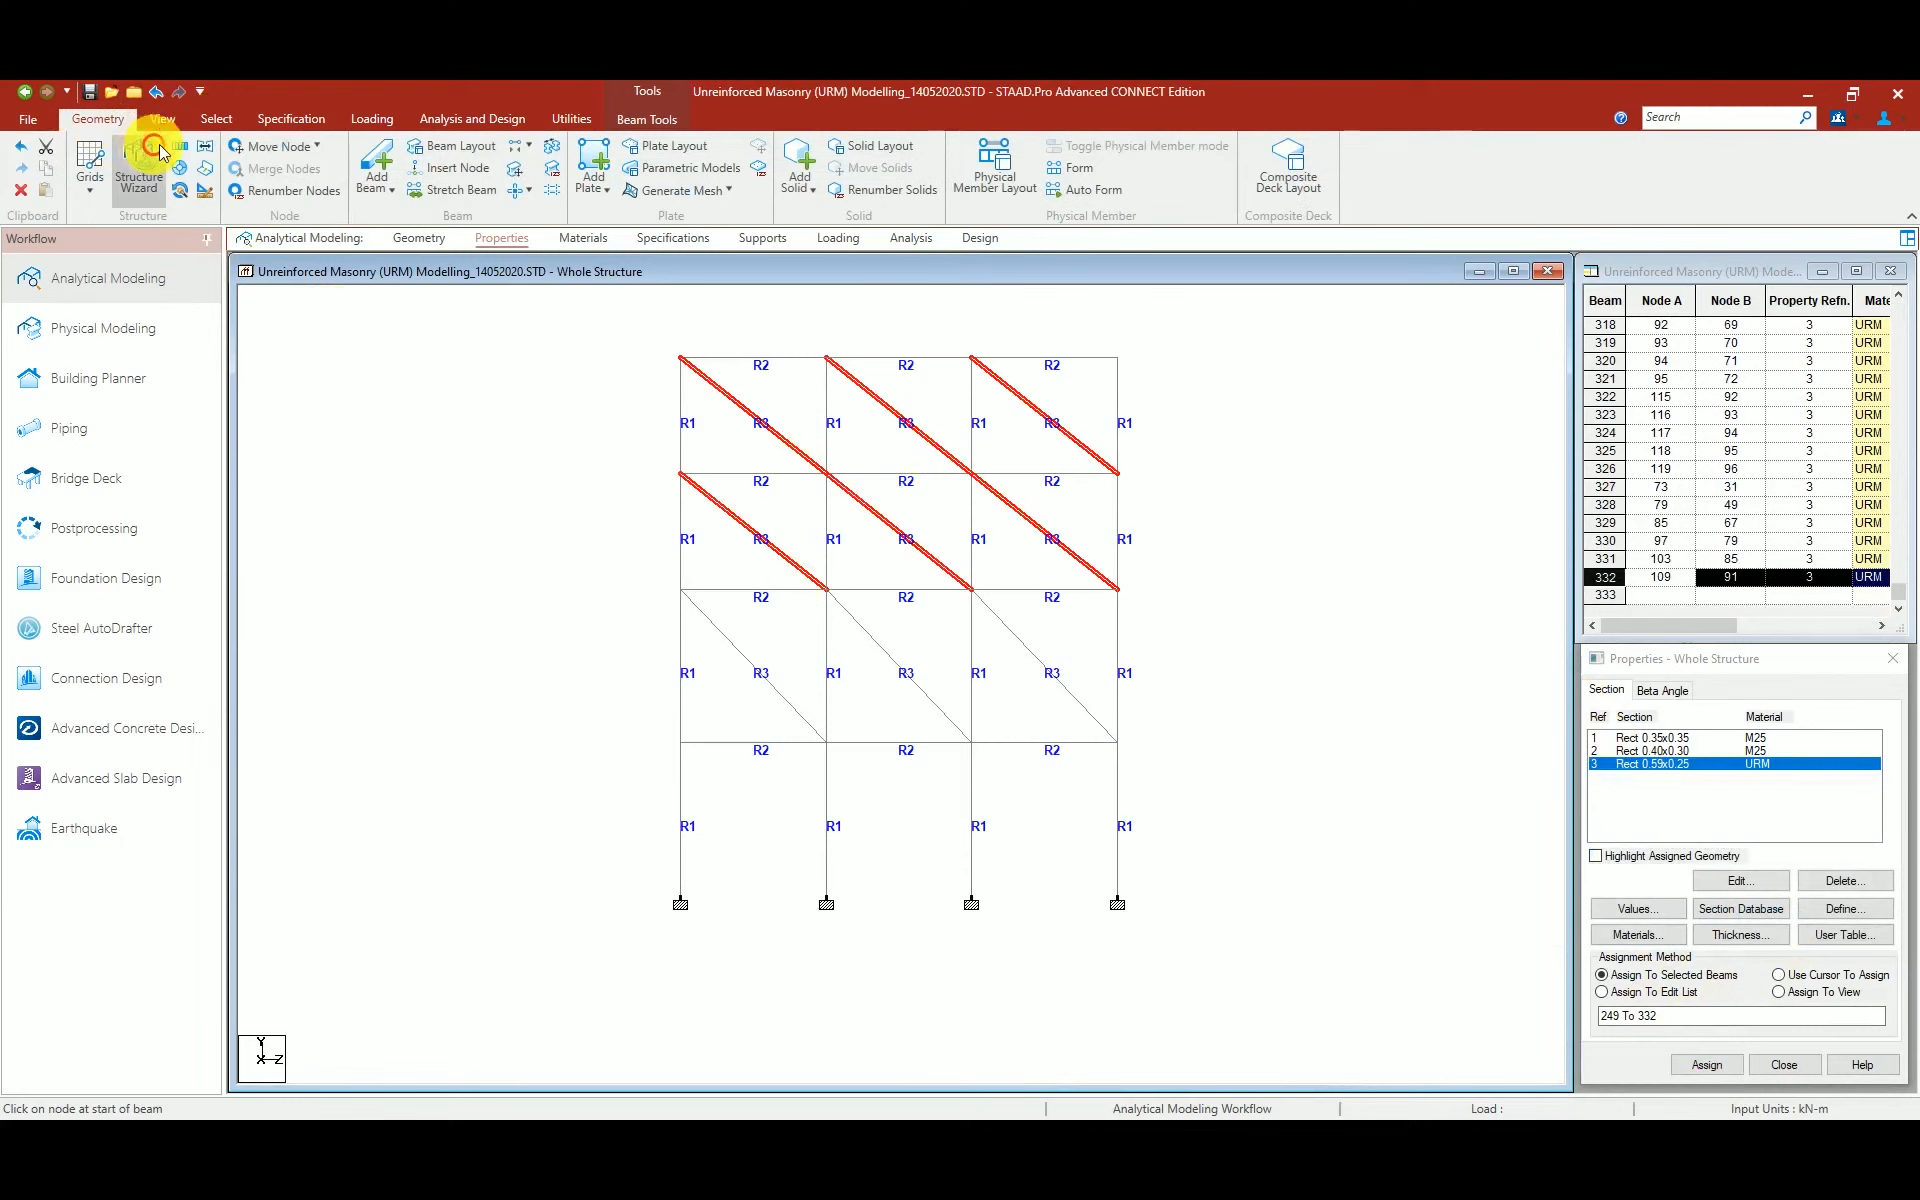 Tools
Unreinforced Masonry (URM) Modelling_14052020.STD - STAAD.Pro Advanced CONNECT Edition
File
Geometry
View
Select
Specification
Loading
Analysis and Design
Utilities
Beam Tools
Search
Grids
Structure Wizard
Move Node
Merge Nodes
Renumber Nodes
Add Beam
Beam Layout
Insert Node
Stretch Beam
Add Plate
Plate Layout
Parametric Models
Generate Mesh
Add Solid
Solid Layout
Move Solids
Renumber Solids
Physical Member Layout
Toggle Physical Member mode
Form
Auto Form
Composite Deck Layout
Clipboard
Structure
Node
Beam
Plate
Solid
Physical Member
Composite Deck
Workflow
Analytical Modeling:
Geometry
Properties
Materials
Specifications
Supports
Loading
Analysis
Design
Analytical Modeling
Physical Modeling
Building Planner
Piping
Bridge Deck
Postprocessing
Foundation Design
Steel AutoDrafter
Connection Design
Advanced Concrete Desi...
Advanced Slab Design
Earthquake
Unreinforced Masonry (URM) Modelling_14052020.STD - Whole Structure
R2 R2 R2
R1 R3 R1 R3 R1 R3 R1
R2 R2 R2
R1 R3 R1 R3 R1 R3 R1
R2 R2 R2
R1 R3 R1 R3 R1 R3 R1
R2 R2 R2
R1 R1 R1 R1
Y
X Z
Unreinforced Masonry (URM) Mode...
Beam Node A Node B Property Refn. Mate
318 92 69 3 URM
319 93 70 3 URM
320 94 71 3 URM
321 95 72 3 URM
322 115 92 3 URM
323 116 93 3 URM
324 117 94 3 URM
325 118 95 3 URM
326 119 96 3 URM
327 73 31 3 URM
328 79 49 3 URM
329 85 67 3 URM
330 97 79 3 URM
331 103 85 3 URM
332 109 91 3 URM
333
Properties - Whole Structure
Section
Beta Angle
Ref Section Material
1 Rect 0.35x0.35 M25
2 Rect 0.40x0.30 M25
3 Rect 0.59x0.25 URM
Highlight Assigned Geometry
Edit... Delete...
Values... Section Database Define...
Materials... Thickness... User Table...
Assignment Method
Assign To Selected Beams Use Cursor To Assign
Assign To Edit List Assign To View
249 To 332
Assign Close Help
Click on node at start of beam
Analytical Modeling Workflow
Load :
Input Units : kN-m